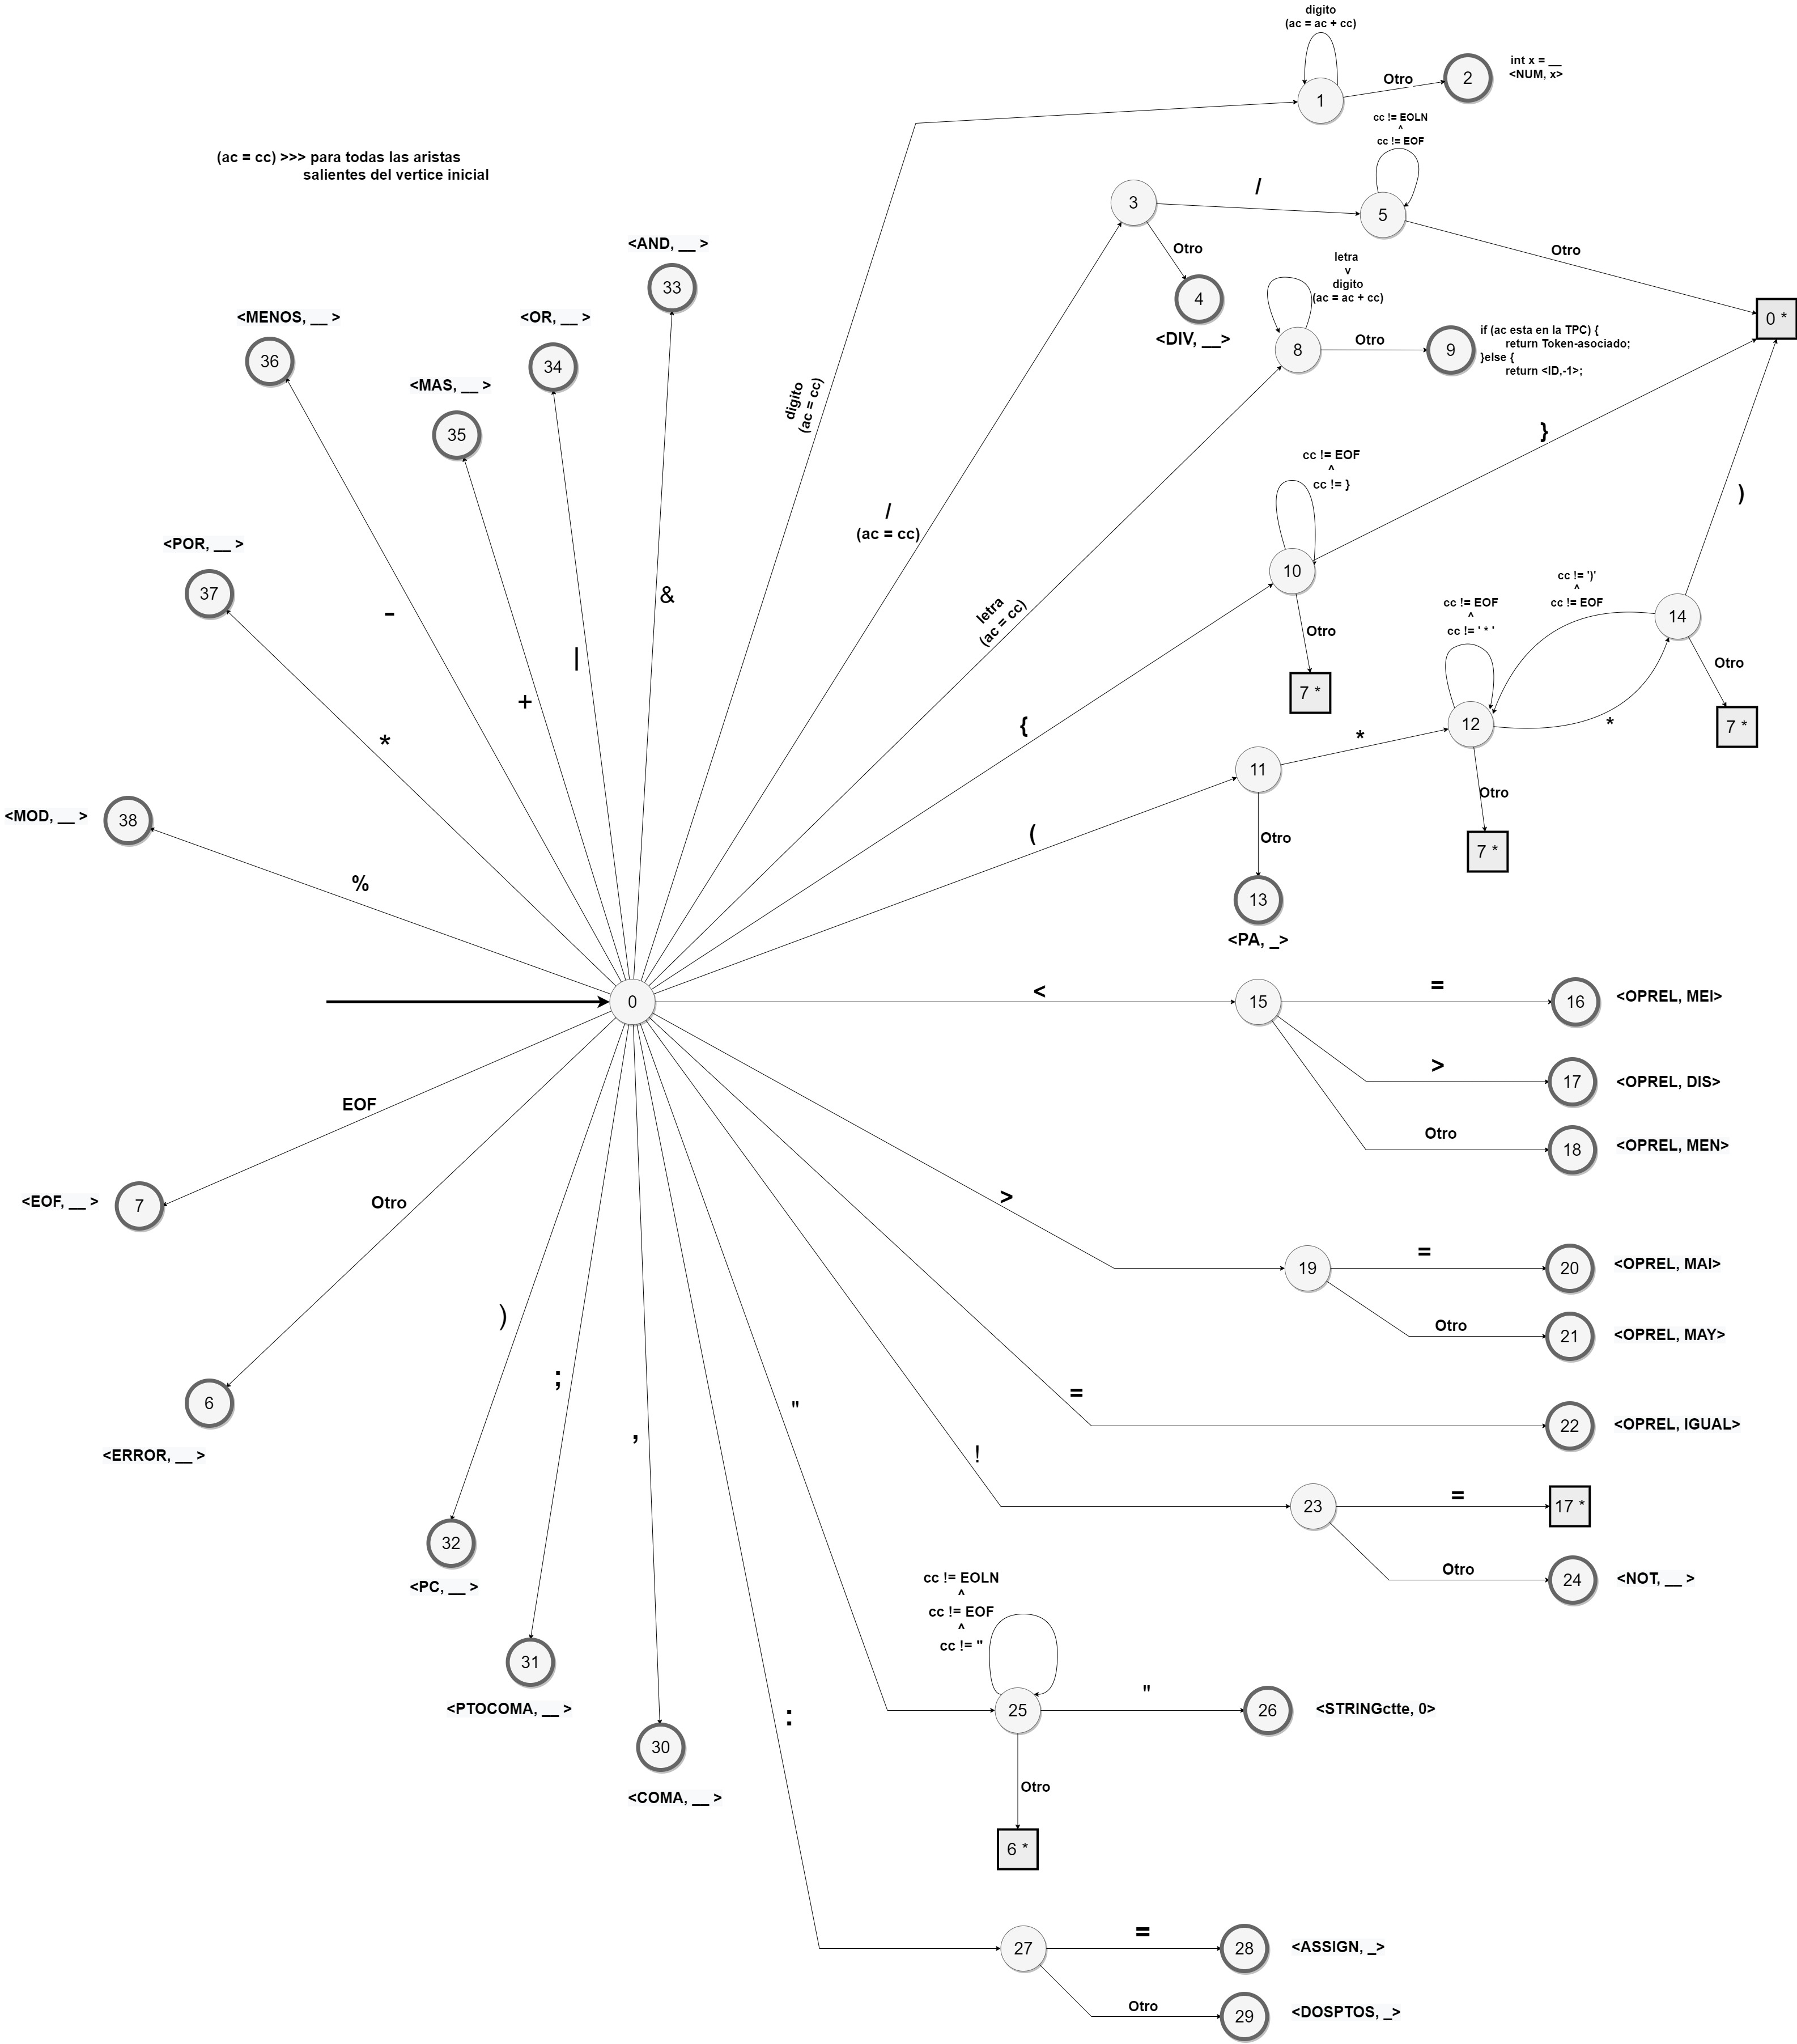 digito
(ac = ac + cc)
1
Otro
2
int x = __
<NUM, x>
cc != EOLN
^
cc != EOF
(ac = cc) >>> para todas las aristas
salientes del vertice inicial
3
/
5
Otro
Otro
4
<DIV, __>
0 *
<AND, __ >
33
<MENOS, __ >
36
<OR, __ >
34
<MAS, __ >
35
letra
v
digito
(ac = ac + cc)
8
Otro
9
if (ac esta en la TPC) {
return Token-asociado;
}else {
return <ID,-1>;
digito
(ac = cc)
/
(ac = cc)
letra
(ac = cc)
}
)
cc != EOF
^
cc != }
10
Otro
7 *
{
<POR, __ >
37
-
&
|
+
*
cc != ')'
^
cc != EOF
14
Otro
7 *
cc != EOF
^
cc != ' * '
12
*
*
Otro
7 *
11
(
Otro
13
<PA, _>
<MOD, __ >
38
%
0
<
15
=
16
<OPREL, MEI>
>
17
<OPREL, DIS>
Otro
18
<OPREL, MEN>
EOF
<EOF, __ >
7
Otro
6
<ERROR, __ >
>
19
=
20
<OPREL, MAI>
Otro
21
<OPREL, MAY>
=
22
<OPREL, IGUAL>
!
23
=
17 *
Otro
24
<NOT, __ >
)
32
<PC, __ >
;
31
<PTOCOMA, __ >
,
30
<COMA, __ >
"
cc != EOLN
^
cc != EOF
^
cc != "
25
"
26
<STRINGctte, 0>
Otro
6 *
:
27
=
28
<ASSIGN, _>
Otro
29
<DOSPTOS, _>